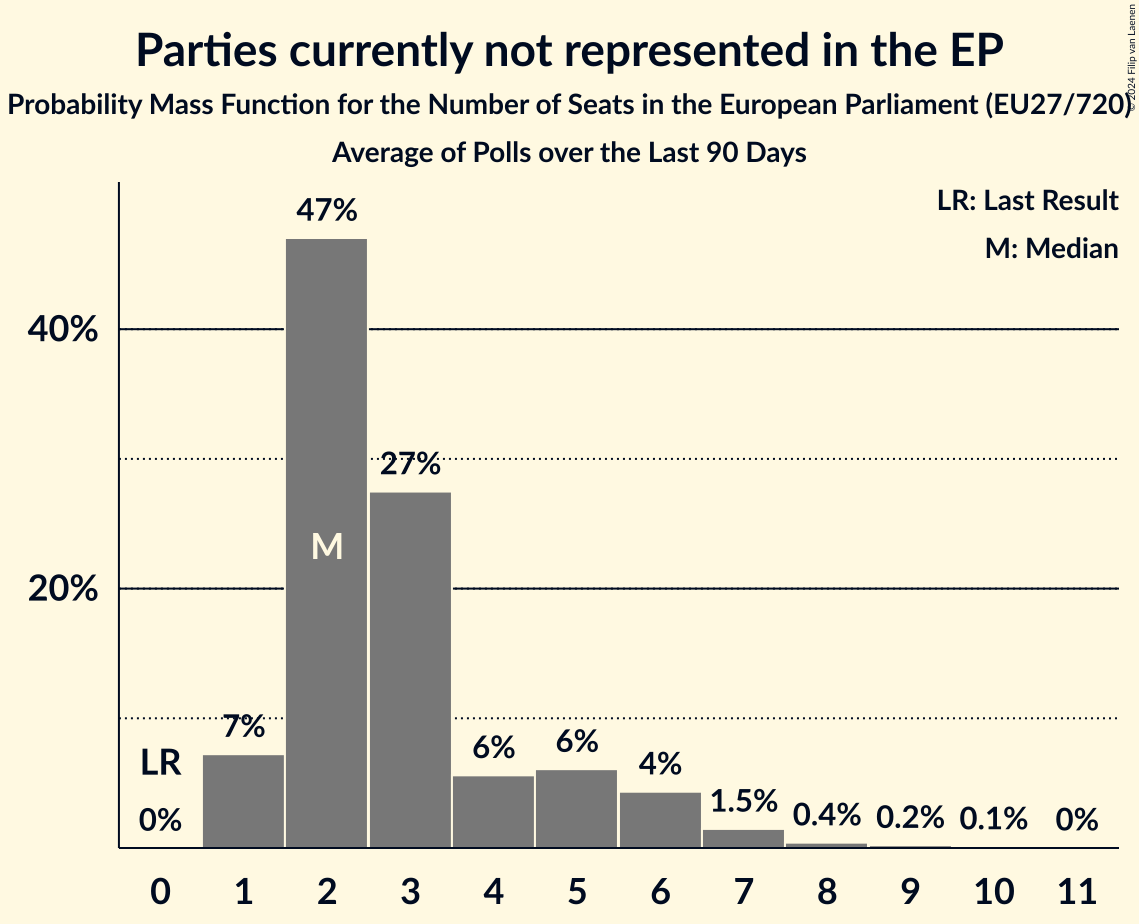 Parties currently not represented in the EP
Probability Mass Function for the Number of Seats in the European Parliament (EU27/720)
Average of Polls over the Last 90 Days
© 2024 Filip van Laenen
LR: Last Result
M: Median
47%
40%
27%
M
20%
7%
LR
6%
6%
4%
0%
1.5%
0.4%
0.2%
0.1%
0%
0 1 2 3 4 5 6 7 8 9 10 11